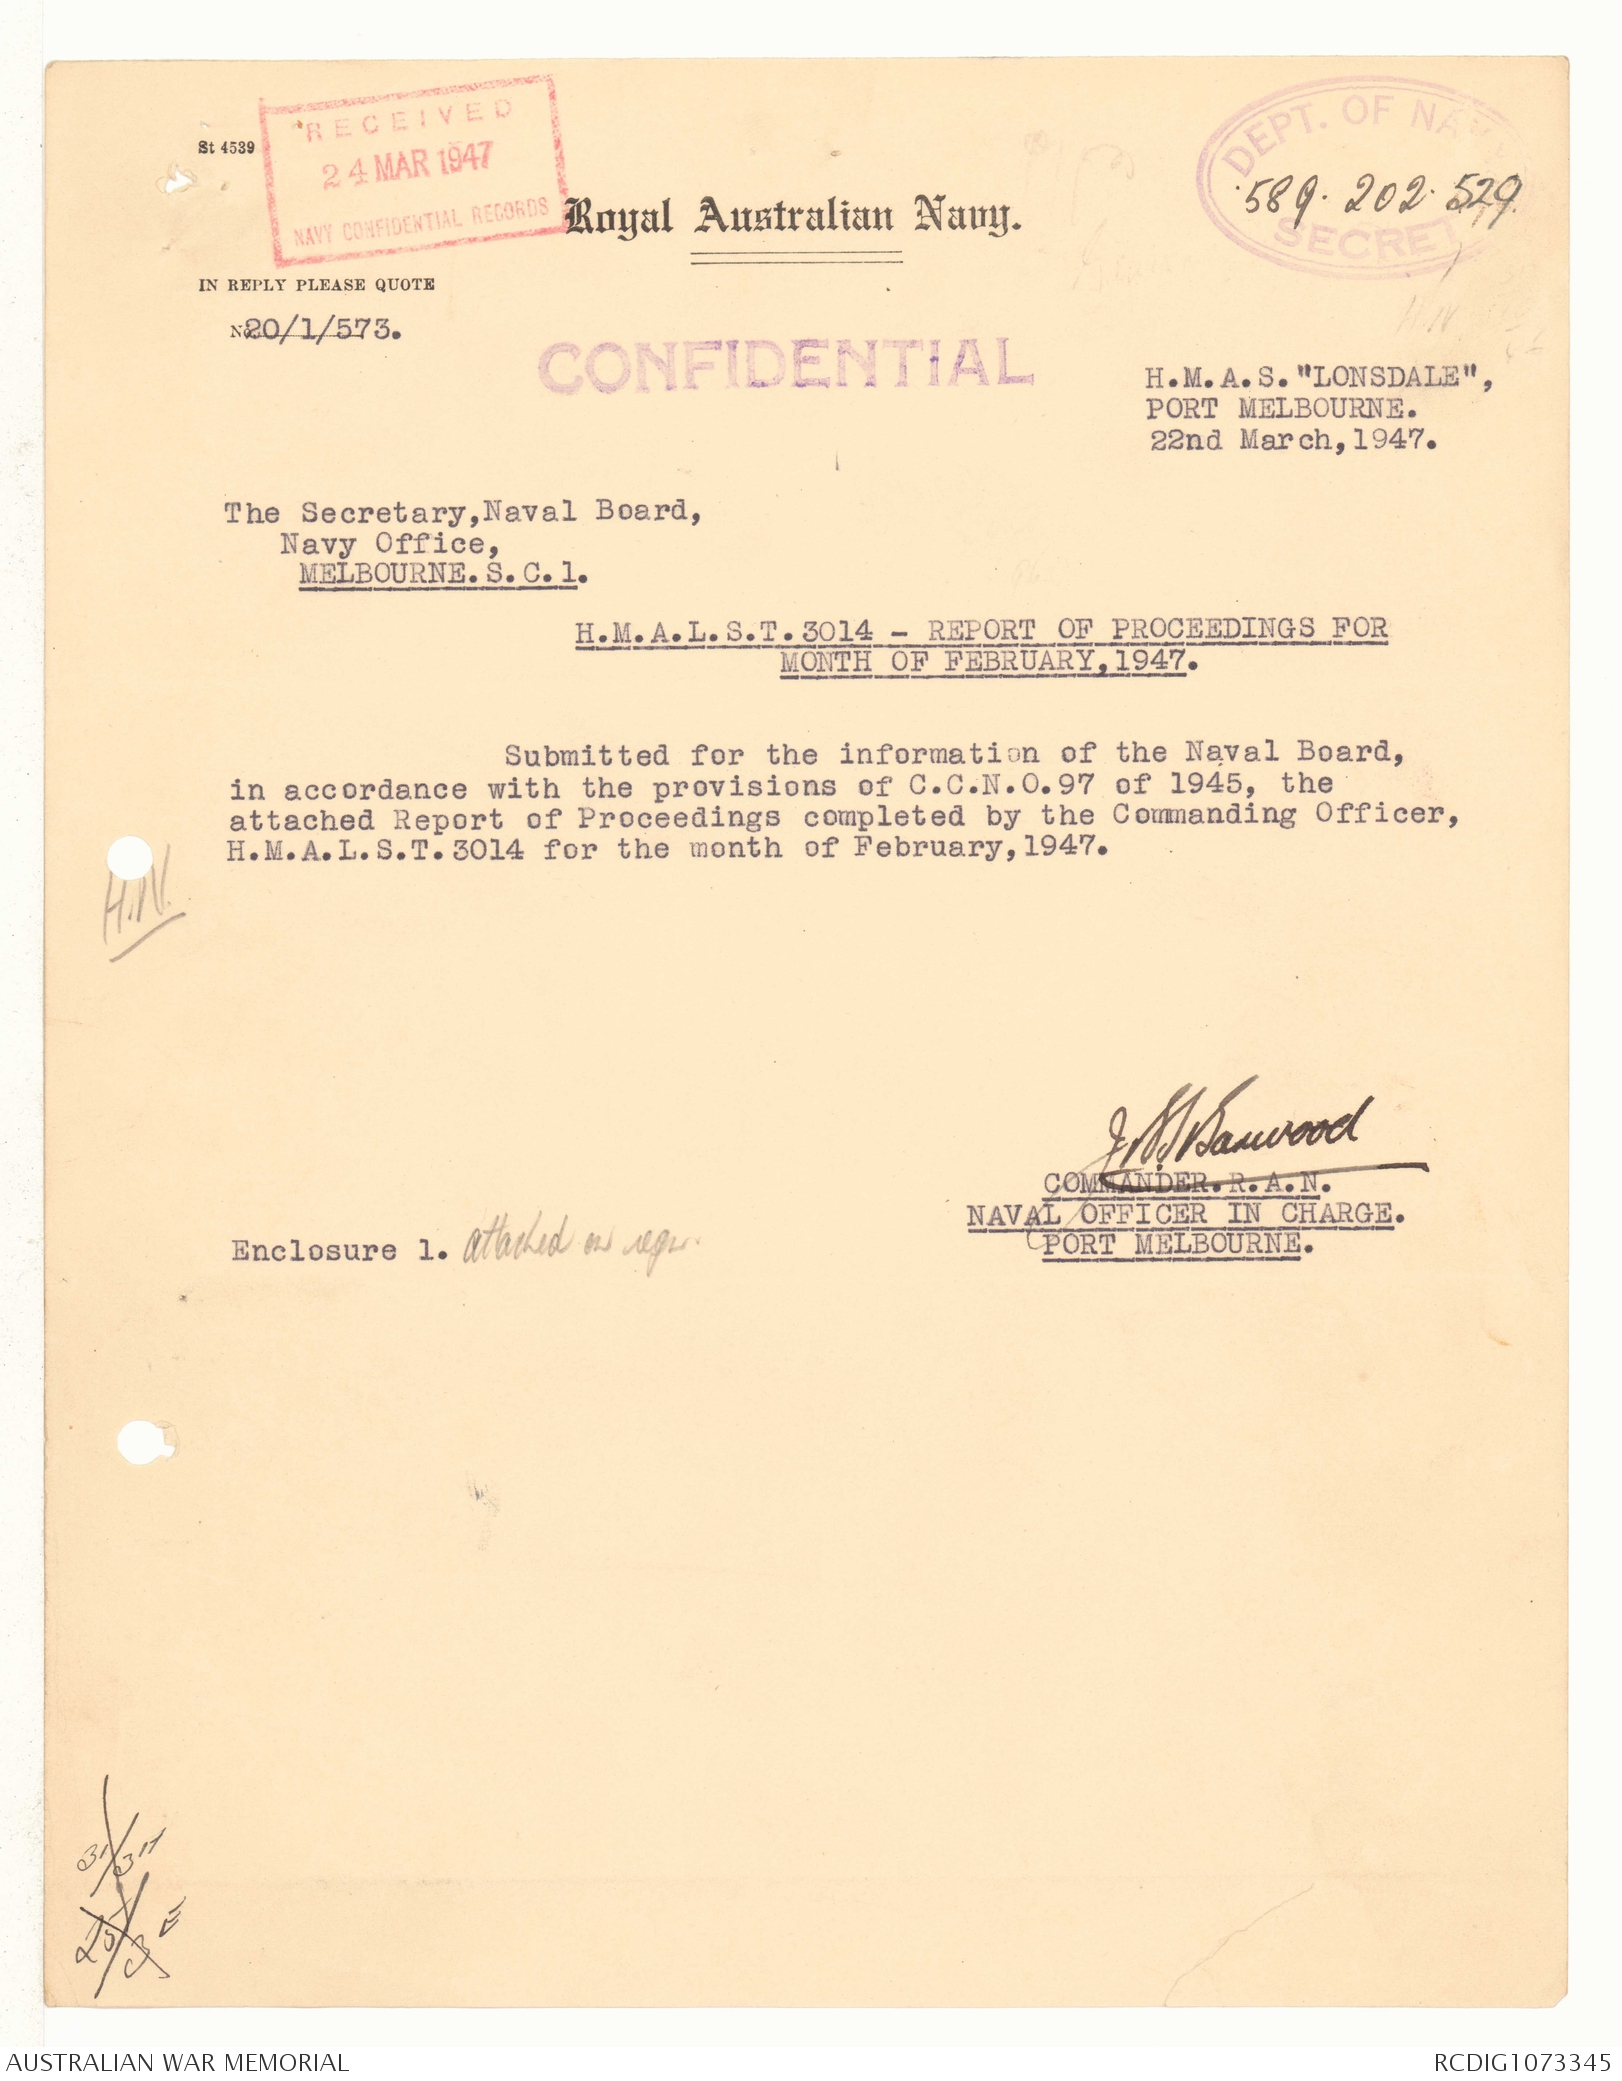 RECEIVED
24 MAR 1947
NAVY CONFIDENTIAL RECORDS
St 4539
DEPT. OF NAVY
589. 202. 529.
SECRET
Royal Australian Navy.
IN REPLY PLEASE QUOTE
No. 20/1/573.
CONFIDENTIAL
H.M.A.S."LONSDALE",
PORT MELBOURNE.
22nd March,1947.
The Secretary,Naval Board,
Navy Office,
MELBOURNE.S.C.1.
H.M.A.L.S.T.3014 - REPORT OF PROCEEDINGS FOR
MONTH OF FEBRUARY,1947.
Submitted for the information of the Naval Board,
in accordance with the provisions of C.C.N.O.97 of 1945, the
attached Report of Proceedings completed by the Commanding Officer,
H.M.A.L.S.T.3014 for the month of February,1947.
H.N.
COMMANDER.R.A.N.
NAVAL OFFICER IN CHARGE.
PORT MELBOURNE.
Enclosure 1. attached on
25/3
AUSTRALIAN WAR MEMORIAL
RCDIG1073345